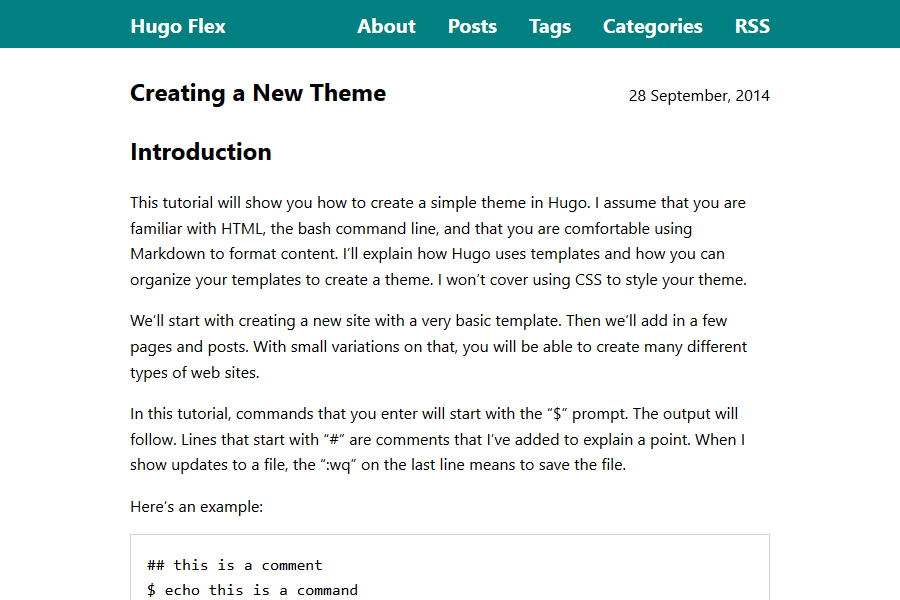 Hugo Flex About Posts Tags Categories RSS
Creating a New Theme 28 September, 2014
Introduction
This tutorial will show you how to create a simple theme in Hugo. I assume that you are
familiar with HTML, the bash command line, and that you are comfortable using
Markdown to format content. I’ll explain how Hugo uses templates and how you can
organize your templates to create a theme. I won’t cover using CSS to style your theme.
We’ll start with creating a new site with a very basic template. Then we’ll add in a few
pages and posts. With small variations on that, you will be able to create many different
types of web sites.
In this tutorial, commands that you enter will start with the “$” prompt. The output will
follow. Lines that start with “#” are comments that I’ve added to explain a point. When I
show updates to a file, the “:wq” on the last line means to save the file.
Here’s an example:
## this is a comment
$ echo this is a command